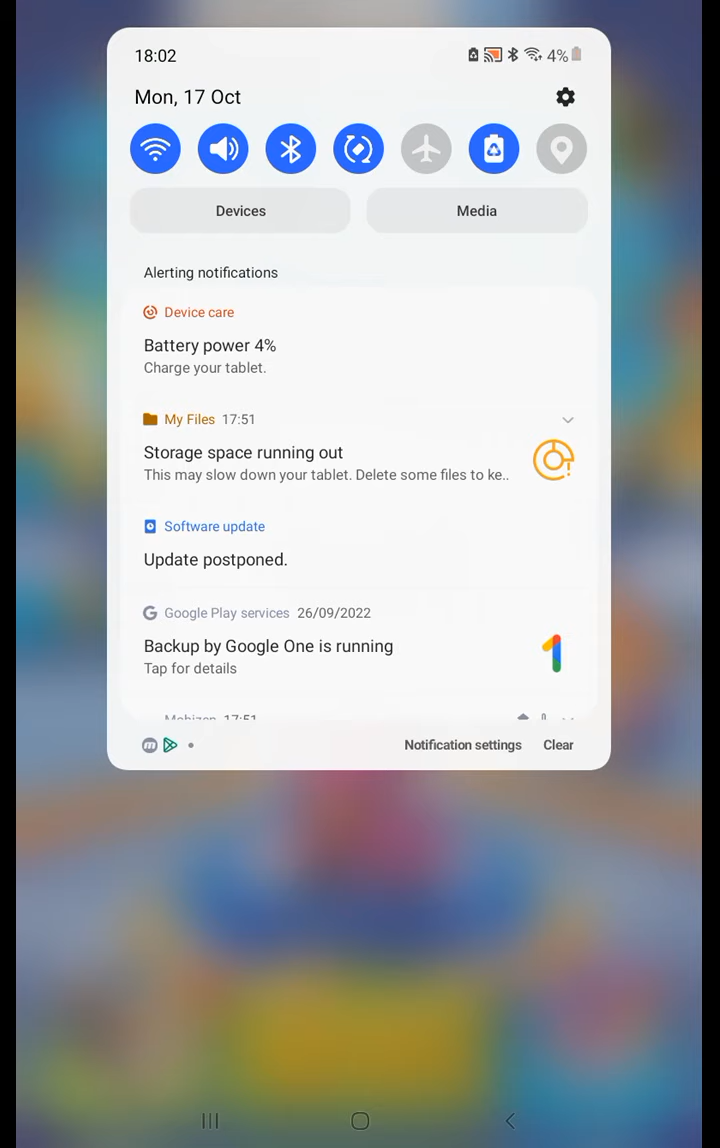 18:02
4%
Mon, 17 Oct
Devices
Media
Alerting notifications
Device care
Battery power 4%
Charge your tablet.
My Files 17:51
Storage space running out
This may slow down your tablet. Delete some files to ke..
Software update
Update postponed.
Google Play services 26/09/2022
Backup by Google One is running
Tap for details
Mobizen 17:51
Notification settings
Clear